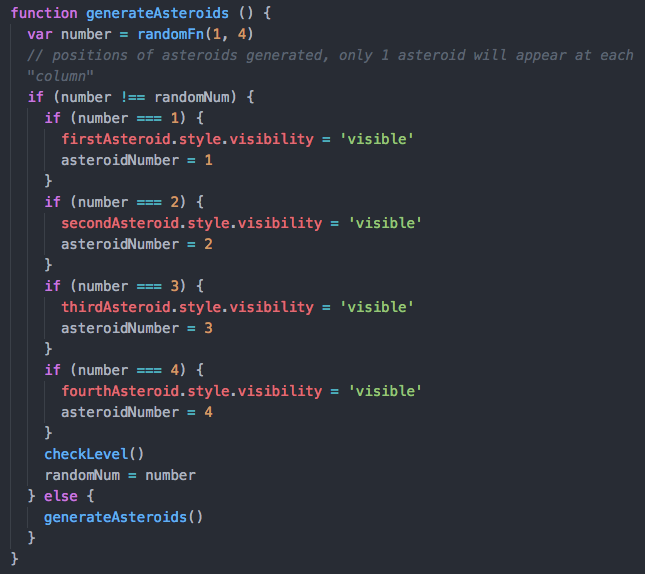 function generateAsteroids () {
  var number = randomFn(1, 4)
  // positions of asteroids generated, only 1 asteroid will appear at each
  "column"
  if (number !== randomNum) {
    if (number === 1) {
      firstAsteroid.style.visibility = 'visible'
      asteroidNumber = 1
    }
    if (number === 2) {
      secondAsteroid.style.visibility = 'visible'
      asteroidNumber = 2
    }
    if (number === 3) {
      thirdAsteroid.style.visibility = 'visible'
      asteroidNumber = 3
    }
    if (number === 4) {
      fourthAsteroid.style.visibility = 'visible'
      asteroidNumber = 4
    }
    checkLevel()
    randomNum = number
  } else {
    generateAsteroids()
  }
}